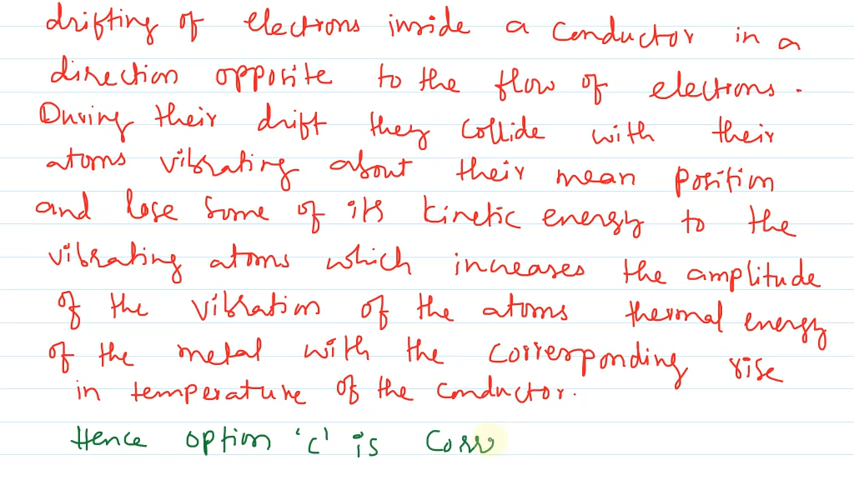 drifting of electrons inside a conductor in a
direction opposite to the flow of electrons.
During their drift they collide with their
atoms vibrating about their mean position
and lose some of its kinetic energy to the
vibrating atoms which increases the amplitude
of the vibration of the atoms thermal energy
of the metal with the corresponding rise
in temperature of the conductor.
Hence option 'c' is Corr